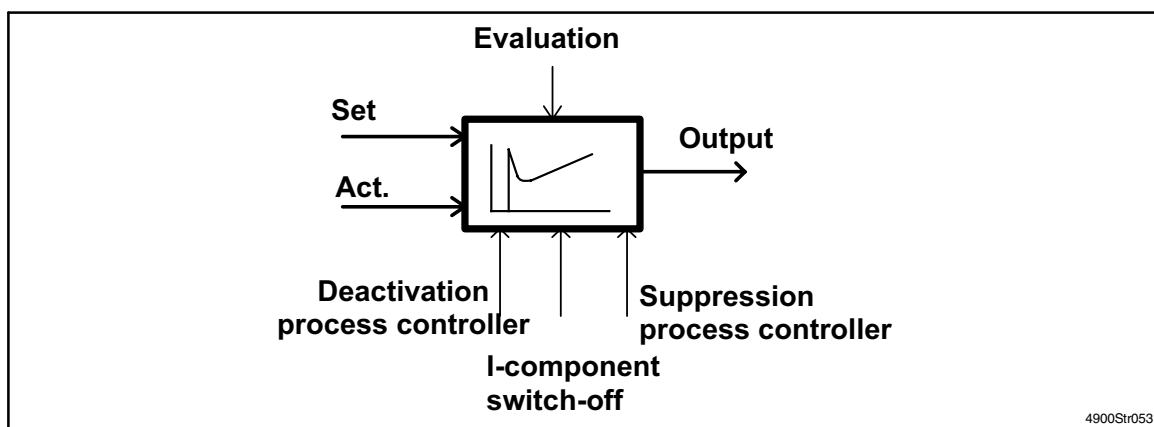 Evaluation
Set
Output
Act.
Deactivation
process controller
Suppression
process controller
I-component
switch-off
4900Str053